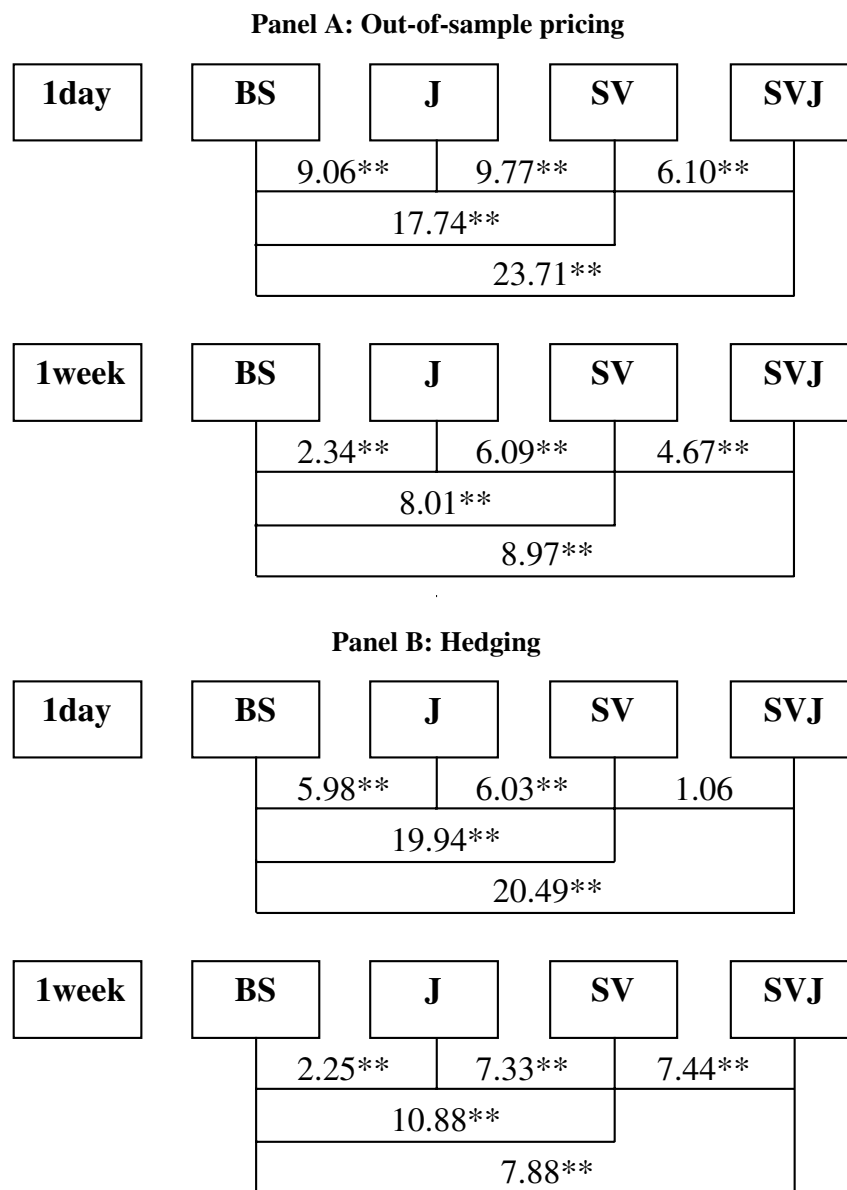 Panel A: Out-of-sample pricing
1day BS J SV SVJ
9.06** 9.77** 6.10**
17.74**
23.71**
1week BS J SV SVJ
2.34** 6.09** 4.67**
8.01**
8.97**
Panel B: Hedging
1day BS J SV SVJ
5.98** 6.03** 1.06
19.94**
20.49**
1week BS J SV SVJ
2.25** 7.33** 7.44**
10.88**
7.88**